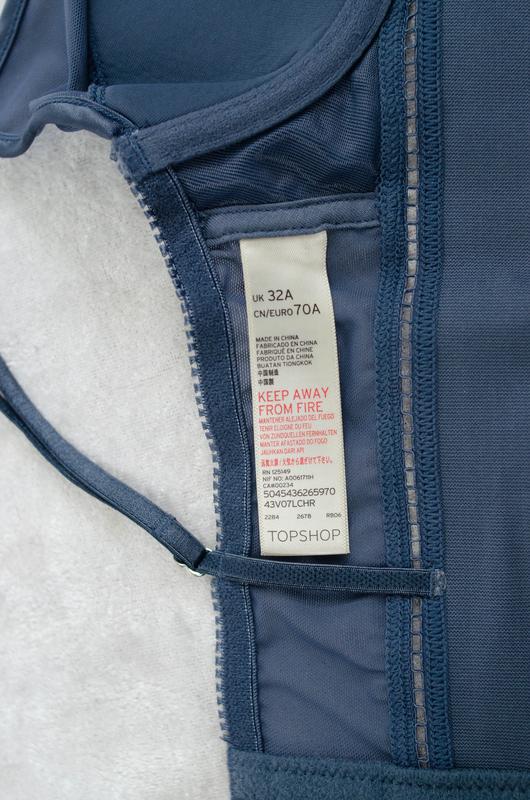 UK 32A
CN/EURO 70A
MADE IN CHINA
FABRICADO EN CHINA
FABRIQUÉ EN CHINE
PRODUTO DA CHINA
BUATAN TIONGKOK
中国制造
中国製
KEEP AWAY
FROM FIRE
MANTENER ALEJADO DEL FUEGO
TENIR ELOIGNE DU FEU
VON ZUNDQUELLEN FERNHALTEN
MANTER AFASTADO DO FOGO
JAUHKAN DARI API
RN 125149
NIF NO: A0061711H
CA#00234
5045436265970
43V07LCHR
2284 267B RB06
TOPSHOP